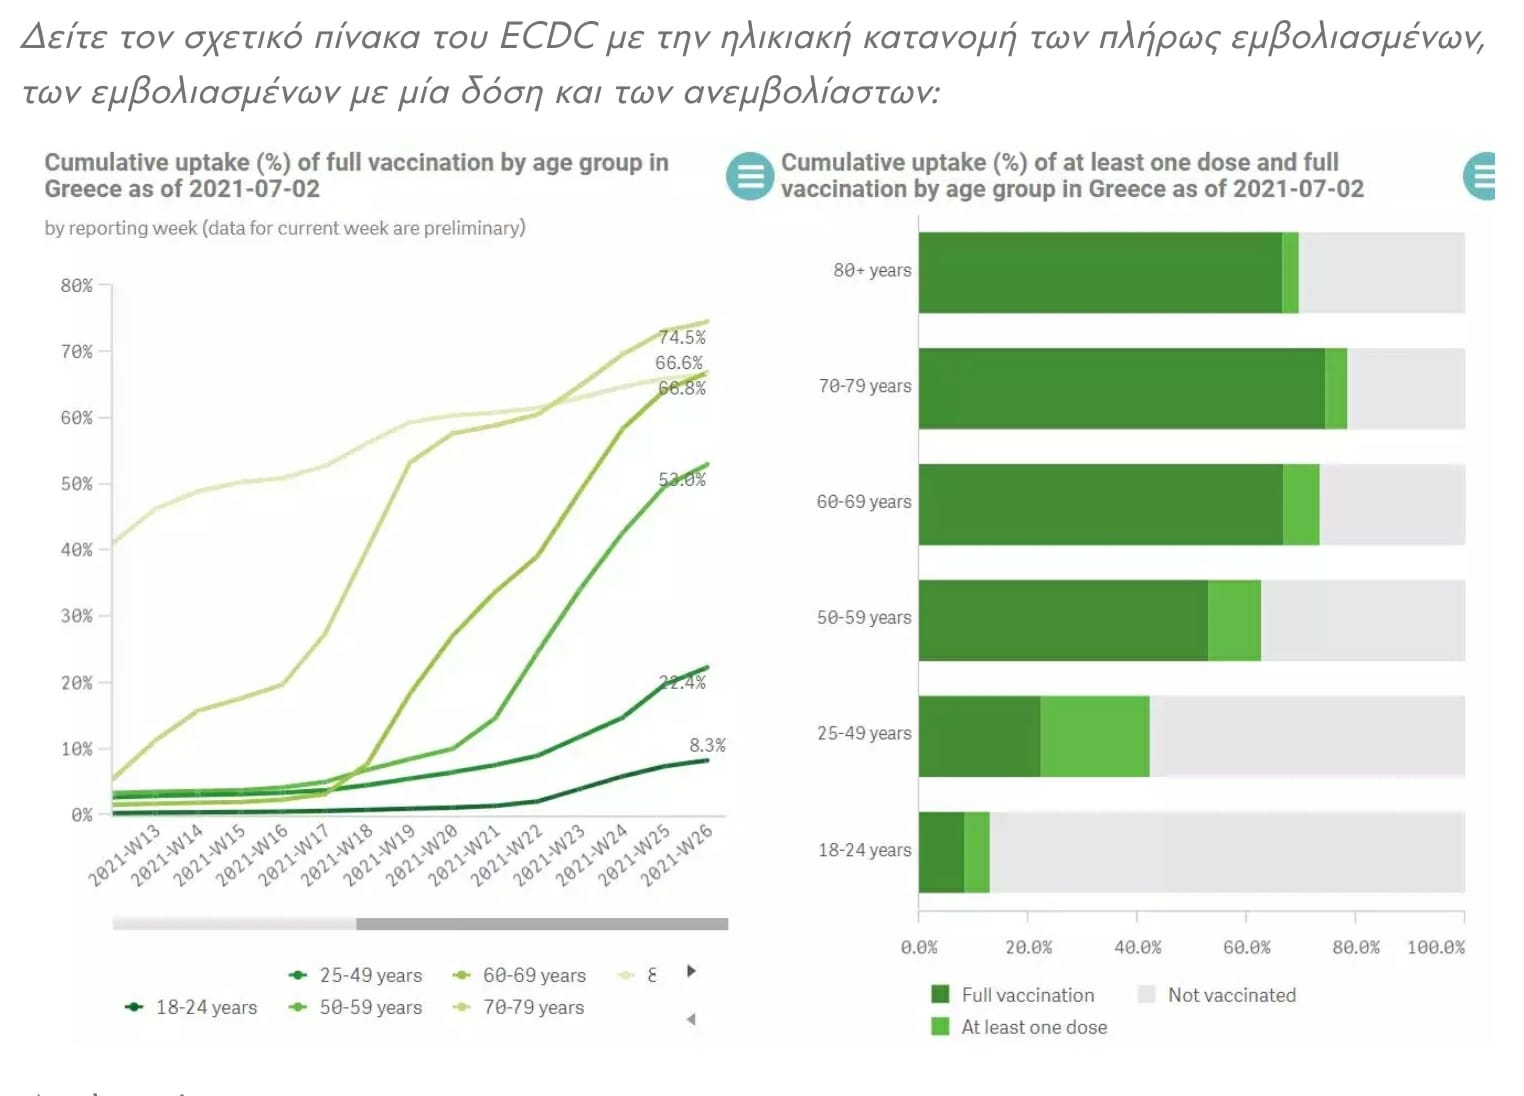 Δείτε τον σχετικό πίνακα του ECDC με την ηλικιακή κατανομή των πλήρως εμβολιασμένων,
των εμβολιασμένων με μία δόση και των ανεμβολίαστων:
Cumulative uptake (%) of full vaccination by age group in
Greece as of 2021-07-02
by reporting week (data for current week are preliminary)
80%
70%
60%
50%
40%
30%
20%
10%
0%
74.5%
66.6%
66.8%
53.0%
22.4%
8.3%
2021-W13
2021-W14
2021-W15
2021-W16
2021-W17
2021-W18
2021-W19
2021-W20
2021-W21
2021-W22
2021-W23
2021-W24
2021-W25
2021-W26
25-49 years
60-69 years
18-24 years
50-59 years
70-79 years
Cumulative uptake (%) of at least one dose and full
vaccination by age group in Greece as of 2021-07-02
80+ years
70-79 years
60-69 years
50-59 years
25-49 years
18-24 years
0.0% 20.0% 40.0% 60.0% 80.0% 100.0%
Full vaccination
Not vaccinated
At least one dose